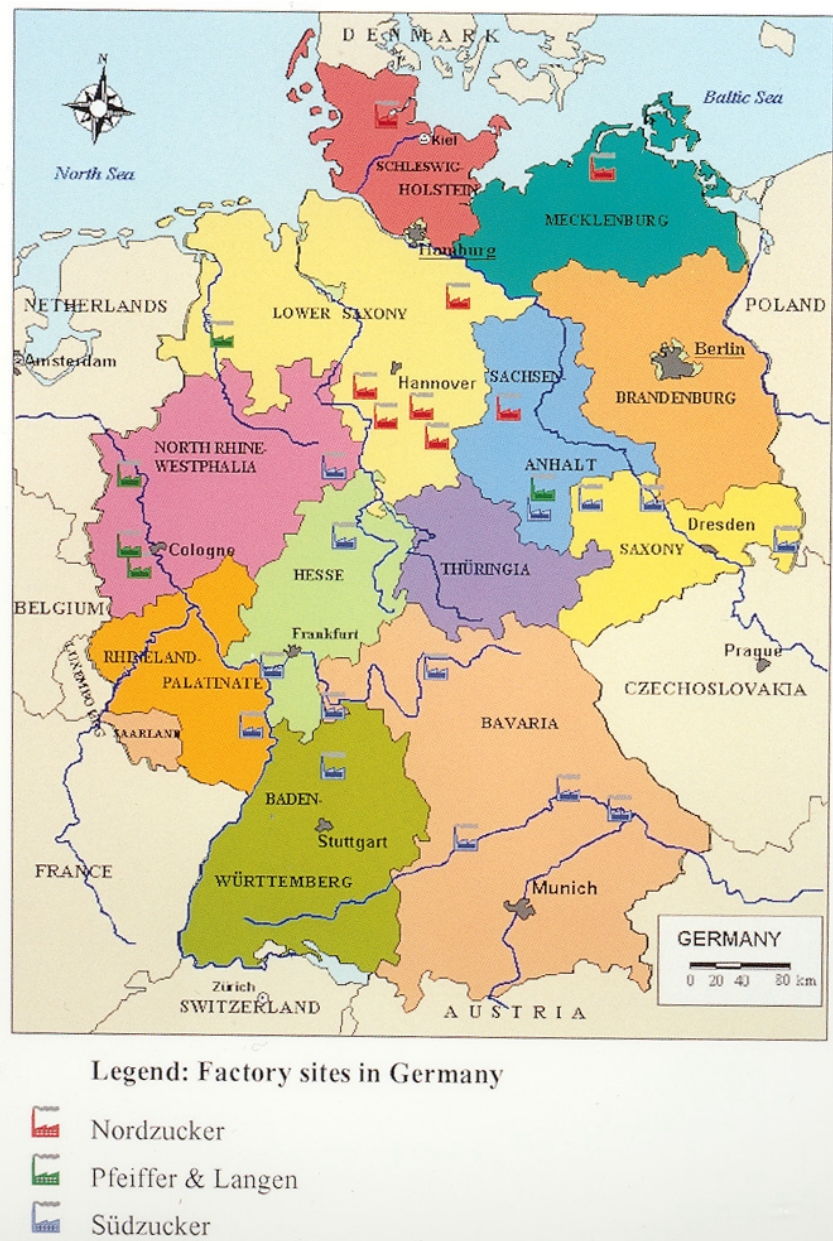 DENMARK
N
Baltic Sea
North Sea
Kiel
SCHLESWIG-
HOLSTEIN
MECKLENBURG
Hamburg
NETHERLANDS
LOWER SAXONY
POLAND
Amsterdam
Berlin
Hannover
SACHSEN-
BRANDENBURG
NORTH RHINE-
WESTPHALIA
ANHALT
Dresden
Cologne
SAXONY
HESSE
THÜRINGIA
BELGIUM
Frankfurt
LUXEMBOURG
RHINELAND-
PALATINATE
Prague
CZECHOSLOVAKIA
SAARLAND
BAVARIA
BADEN-
Stuttgart
FRANCE
WÜRTTEMBERG
Munich
GERMANY
0 20 40 80 km
Zürich
SWITZERLAND
AUSTRIA
Legend: Factory sites in Germany
Nordzucker
Pfeiffer & Langen
Südzucker